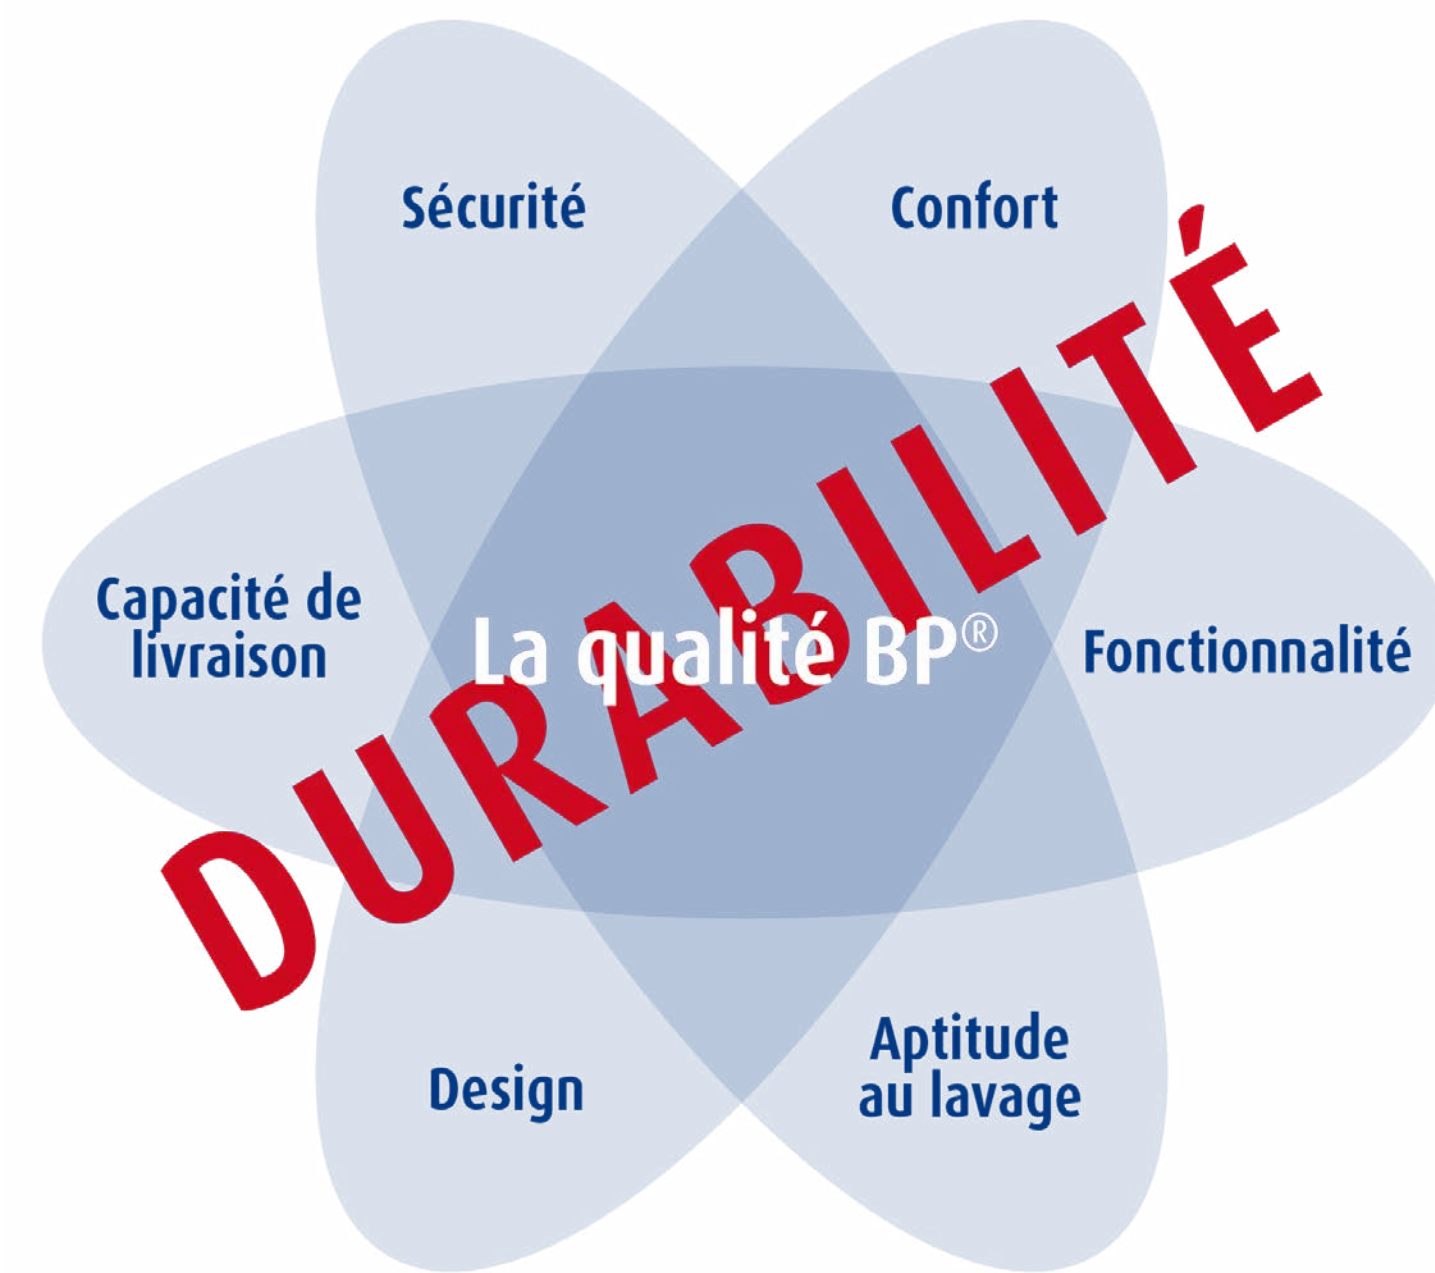 Sécurité
Confort
DURABILITÉ
Capacité de
livraison
La qualité BP®
Fonctionnalité
Design
Aptitude
au lavage